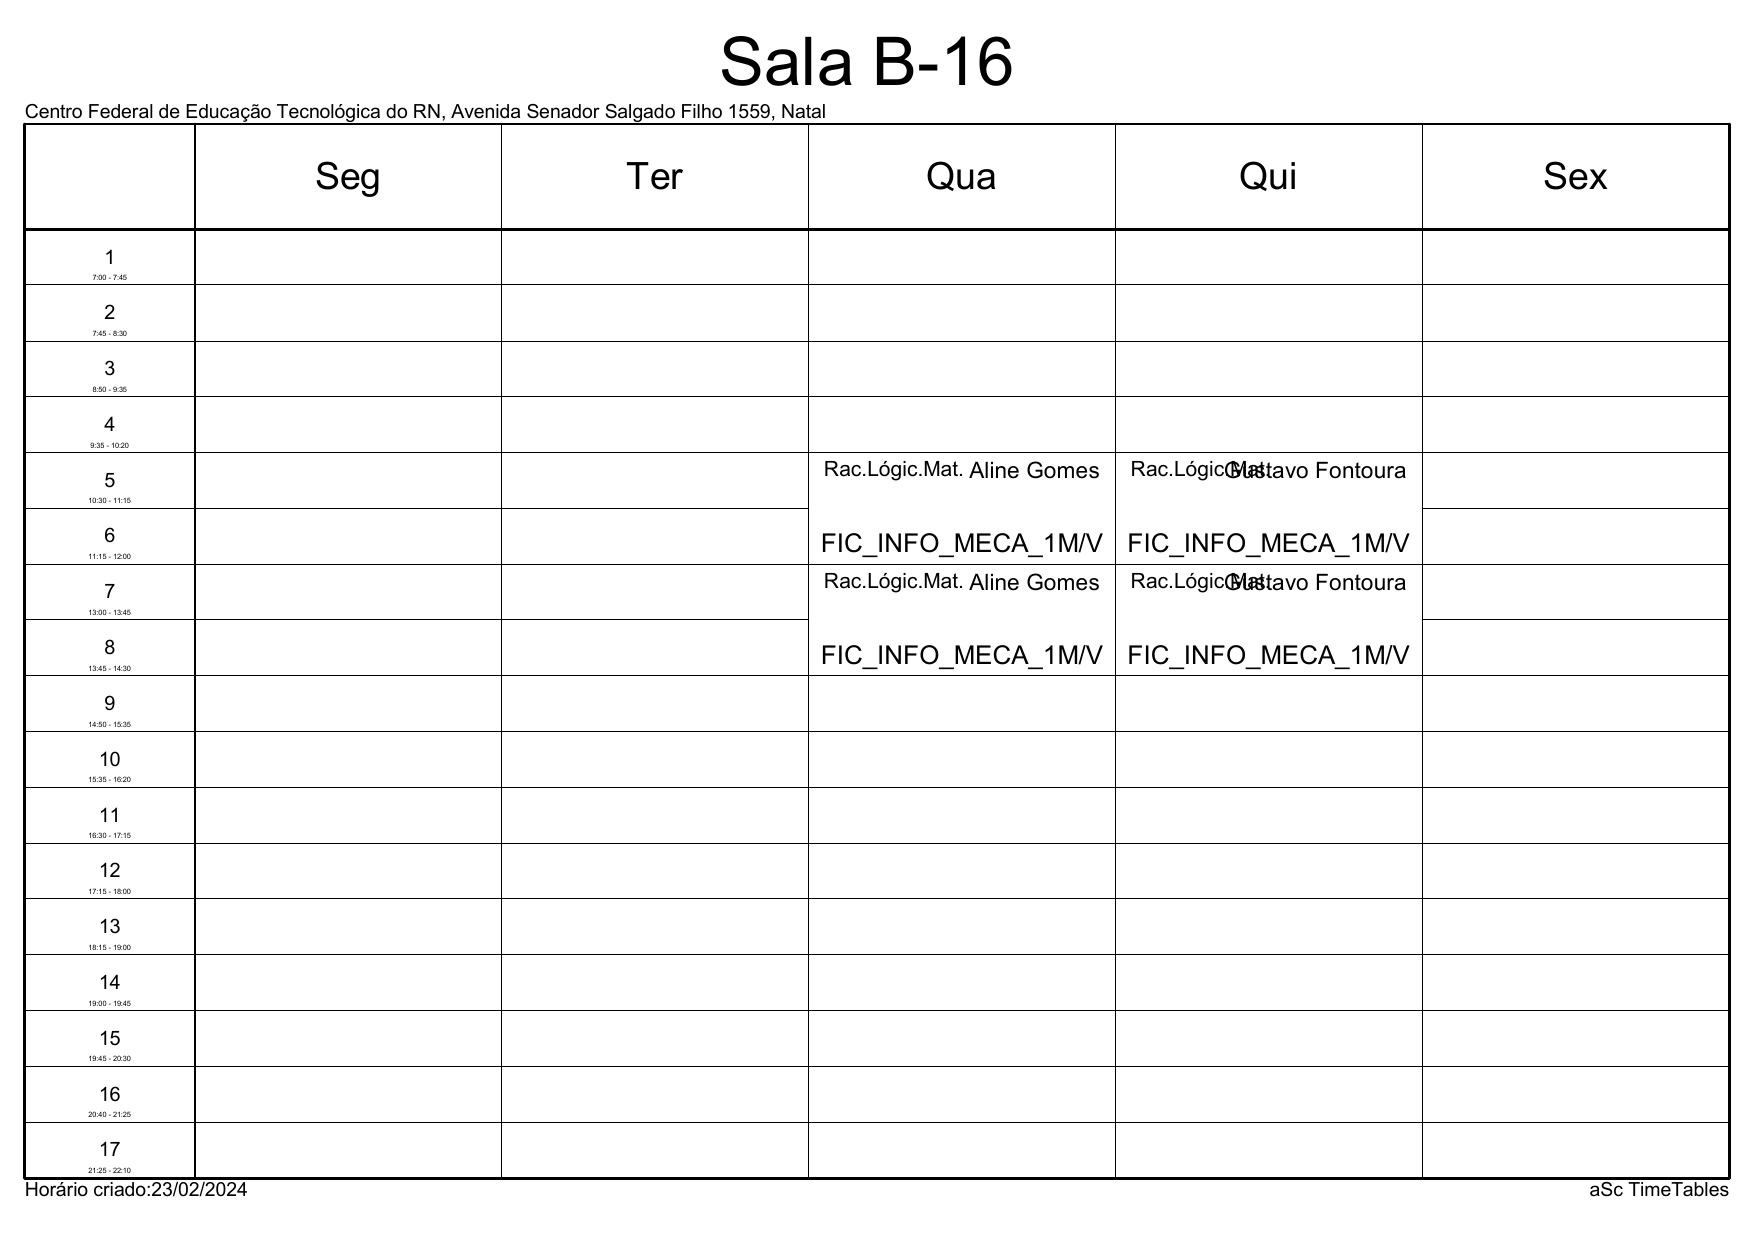 Sala B-16
Centro Federal de Educação Tecnológica do RN, Avenida Senador Salgado Filho 1559, Natal
Seg Ter Qua Qui Sex
1
7:00 - 7:45
2
7:45 - 8:30
3
8:50 - 9:35
4
9:35 - 10:20
5
10:30 - 11:15
Rac.Lógic.Mat. Aline Gomes
Rac.Lógic.Mat. Gustavo Fontoura
6
11:15 - 12:00
FIC_INFO_MECA_1M/V
FIC_INFO_MECA_1M/V
7
13:00 - 13:45
Rac.Lógic.Mat. Aline Gomes
Rac.Lógic.Mat. Gustavo Fontoura
8
13:45 - 14:30
FIC_INFO_MECA_1M/V
FIC_INFO_MECA_1M/V
9
14:50 - 15:35
10
15:35 - 16:20
11
16:30 - 17:15
12
17:15 - 18:00
13
18:15 - 19:00
14
19:00 - 19:45
15
19:45 - 20:30
16
20:40 - 21:25
17
21:25 - 22:10
Horário criado:23/02/2024
aSc TimeTables